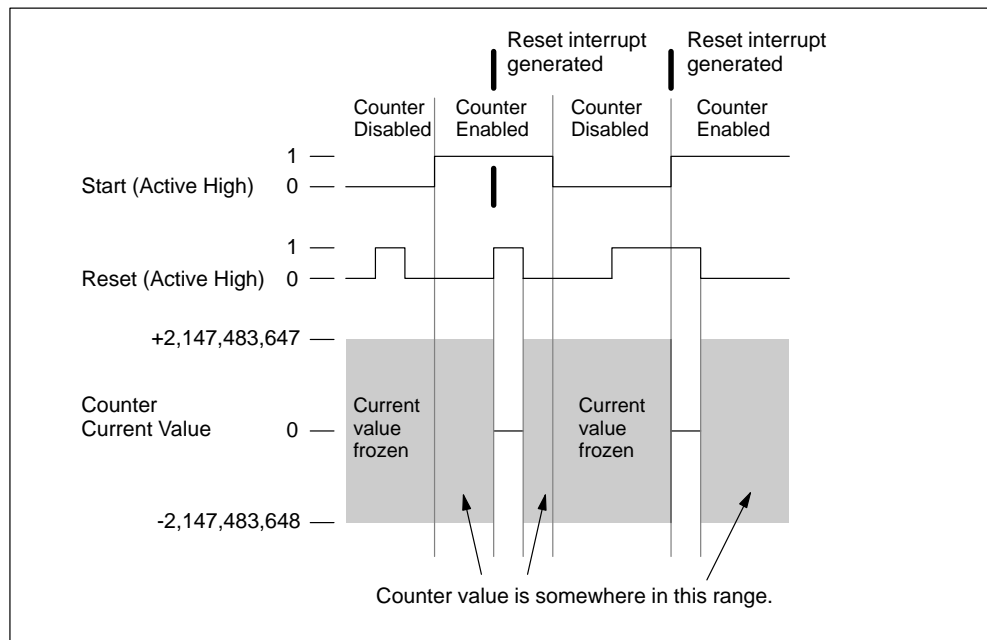 Reset interrupt
generated
Reset interrupt
generated
Counter
Disabled
Counter
Enabled
Counter
Disabled
Counter
Enabled
1
Start (Active High)
0
1
Reset (Active High)
0
+2,147,483,647
Counter
Current Value
0
Current
value
frozen
Current
value
frozen
-2,147,483,648
Counter value is somewhere in this range.